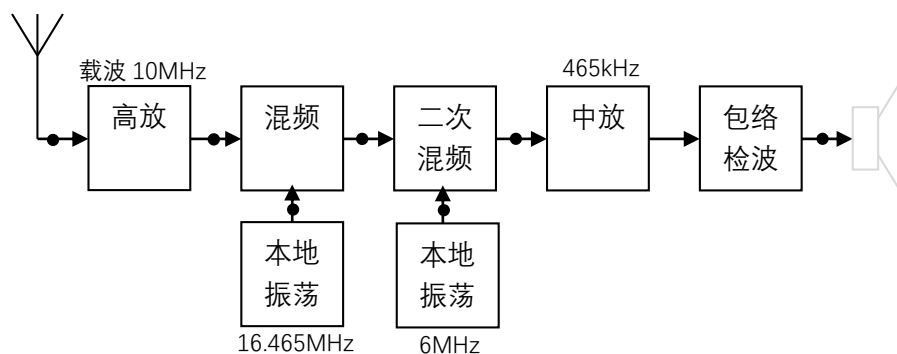 载波 10MHz
高放
混频
二次
混频
465kHz
中放
包络
检波
本地
振荡
16.465MHz
本地
振荡
6MHz